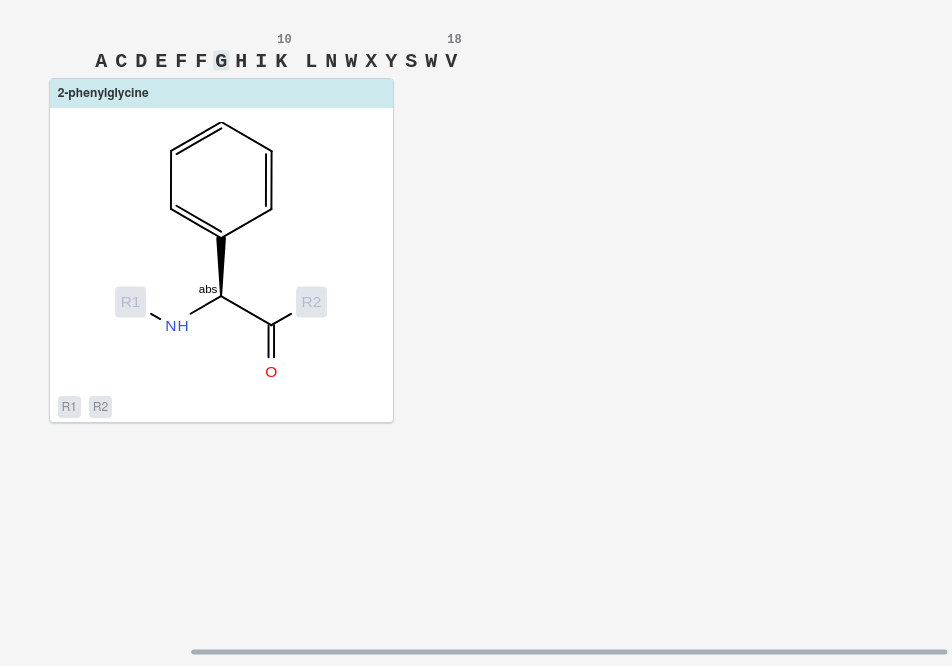 10 18
A C D E F F G H I K L N W X Y S W V
2-phenylglycine
abs
R1 R2
NH
O
R1 R2